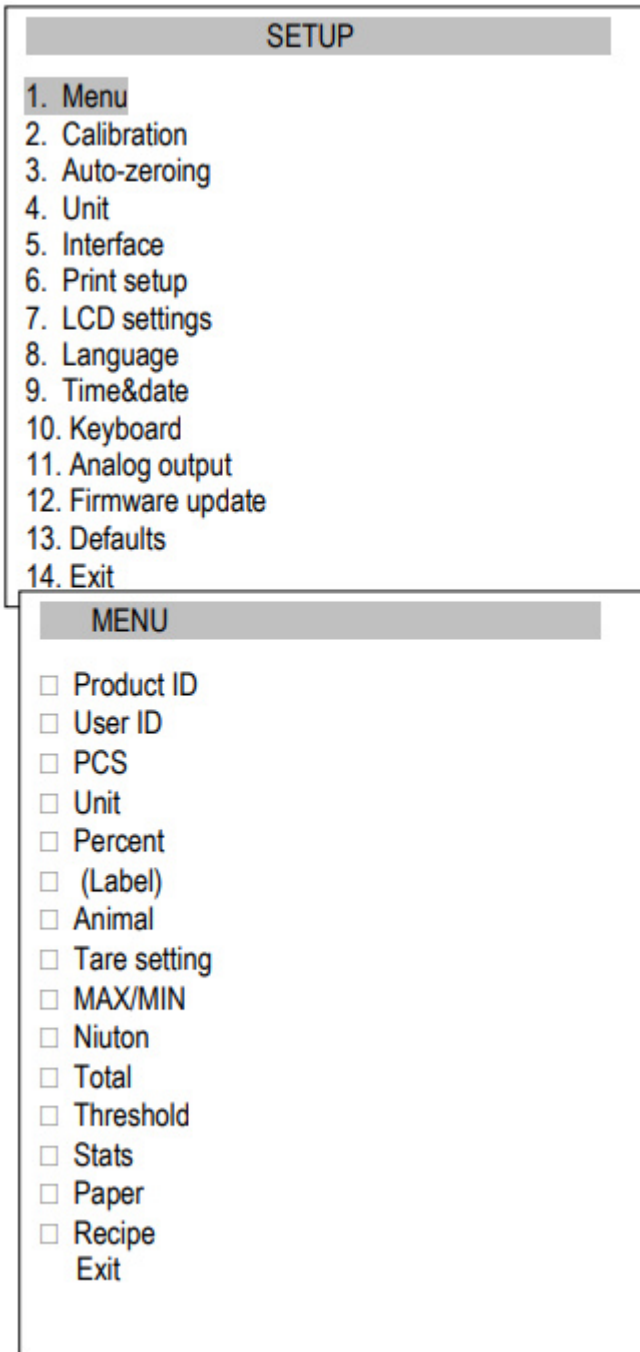 SETUP
1. Menu
2. Calibration
3. Auto-zeroing
4. Unit
5. Interface
6. Print setup
7. LCD settings
8. Language
9. Time&date
10. Keyboard
11. Analog output
12. Firmware update
13. Defaults
14. Exit
MENU
□ Product ID
□ User ID
□ PCS
□ Unit
□ Percent
□ (Label)
□ Animal
□ Tare setting
□ MAX/MIN
□ Niuton
□ Total
□ Threshold
□ Stats
□ Paper
□ Recipe
Exit